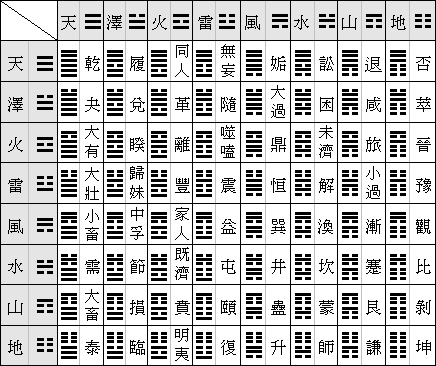 天 澤 火 雷 風 水 山 地
天 乾 履 同人 無妄 姤 訟 退 否
澤 夬 兌 革 隨 大過 困 咸 萃
火 大有 睽 離 噬嗑 鼎 未濟 旅 晉
雷 大壯 歸妹 豐 震 恒 解 小過 豫
風 小畜 中孚 家人 益 巽 渙 漸 觀
水 需 節 既濟 屯 井 坎 蹇 比
山 大畜 損 賁 頤 蠱 蒙 艮 剝
地 泰 臨 明夷 復 升 師 謙 坤